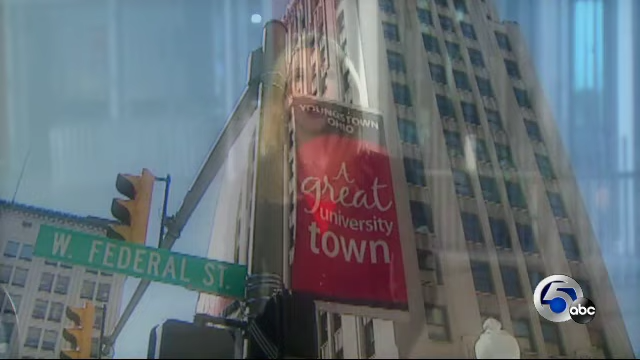 YOUNGSTOWN
OHIO
A
great
university
town
W. FEDERAL ST.
5
abc